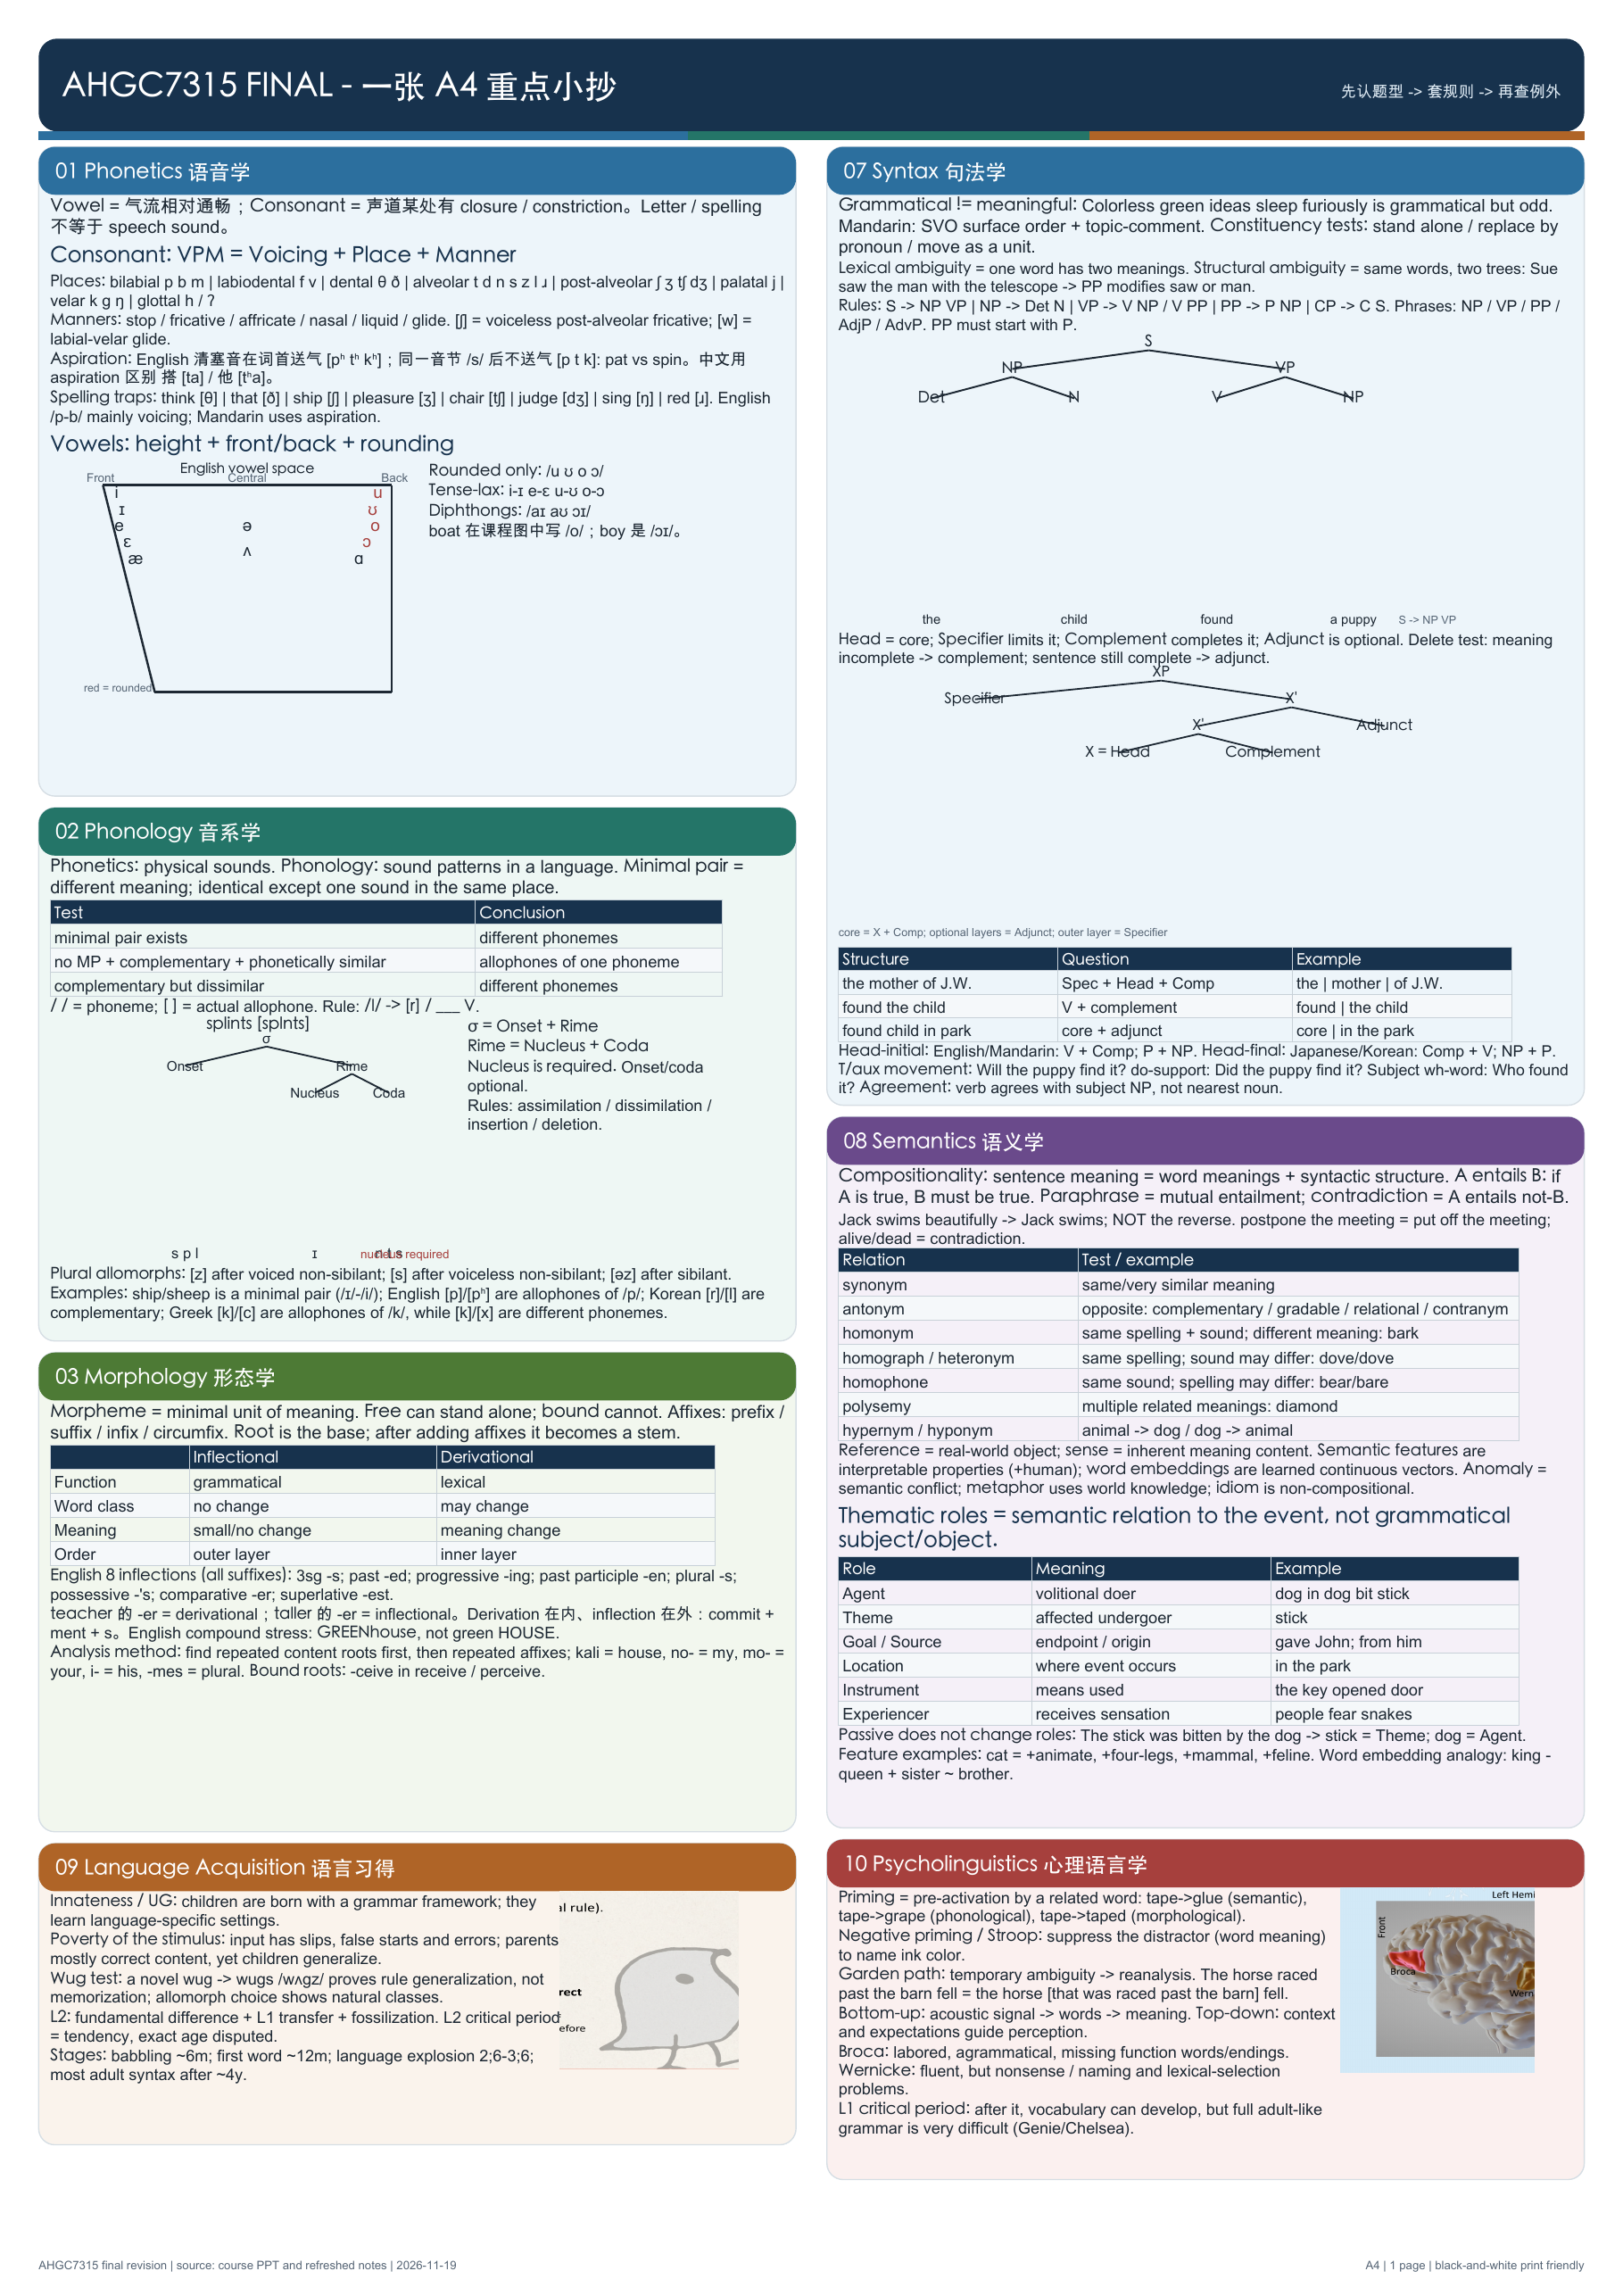 AHGC7315 FINAL - 一张 A4 重点小抄
先认题型 -> 套规则 -> 再查例外
01 Phonetics 语音学
Vowel = 气流相对通畅；Consonant = 声道某处有 closure / constriction。Letter / spelling
不等于 speech sound。
Consonant: VPM = Voicing + Place + Manner
Places: bilabial p b m | labiodental f v | dental θ ð | alveolar t d n s z l ɹ | post-alveolar ʃ ʒ tʃ dʒ | palatal j |
velar k g ŋ | glottal h / ʔ
Manners: stop / fricative / affricate / nasal / liquid / glide. [ʃ] = voiceless post-alveolar fricative; [w] =
labial-velar glide.
Aspiration: English 清塞音在词首送气 [pʰ tʰ kʰ]；同一音节 /s/ 后不送气 [p t k]: pat vs spin。中文用
aspiration 区别 搭 [ta] / 他 [tʰa]。
Spelling traps: think [θ] | that [ð] | ship [ʃ] | pleasure [ʒ] | chair [tʃ] | judge [dʒ] | sing [ŋ] | red [ɹ]. English
/p-b/ mainly voicing; Mandarin uses aspiration.
Vowels: height + front/back + rounding
English vowel space
Front Central Back
i u
ɪ ʊ
e ə o
ɛ ɔ
æ ʌ ɑ
red = rounded
Rounded only: /u ʊ o ɔ/
Tense-lax: i-ɪ e-ɛ u-ʊ o-ɔ
Diphthongs: /aɪ aʊ ɔɪ/
boat 在课程图中写 /o/；boy 是 /ɔɪ/。
02 Phonology 音系学
Phonetics: physical sounds. Phonology: sound patterns in a language. Minimal pair =
different meaning; identical except one sound in the same place.
Test Conclusion
minimal pair exists different phonemes
no MP + complementary + phonetically similar allophones of one phoneme
complementary but dissimilar different phonemes
/ / = phoneme; [ ] = actual allophone. Rule: /l/ -> [r] / ___ V.
splints [splnts]
σ
Onset Rime
Nucleus Coda
s p l ɪ n t s
nucleus required
σ = Onset + Rime
Rime = Nucleus + Coda
Nucleus is required. Onset/coda
optional.
Rules: assimilation / dissimilation /
insertion / deletion.
Plural allomorphs: [z] after voiced non-sibilant; [s] after voiceless non-sibilant; [əz] after sibilant.
Examples: ship/sheep is a minimal pair (/ɪ/-/i/); English [p]/[pʰ] are allophones of /p/; Korean [r]/[l] are
complementary; Greek [k]/[c] are allophones of /k/, while [k]/[x] are different phonemes.
03 Morphology 形态学
Morpheme = minimal unit of meaning. Free can stand alone; bound cannot. Affixes: prefix /
suffix / infix / circumfix. Root is the base; after adding affixes it becomes a stem.
Inflectional Derivational
Function grammatical lexical
Word class no change may change
Meaning small/no change meaning change
Order outer layer inner layer
English 8 inflections (all suffixes): 3sg -s; past -ed; progressive -ing; past participle -en; plural -s;
possessive -'s; comparative -er; superlative -est.
teacher 的 -er = derivational；taller 的 -er = inflectional。Derivation 在内、inflection 在外：commit +
ment + s。English compound stress: GREENhouse, not green HOUSE.
Analysis method: find repeated content roots first, then repeated affixes; kali = house, no- = my, mo- =
your, i- = his, -mes = plural. Bound roots: -ceive in receive / perceive.
09 Language Acquisition 语言习得
Innateness / UG: children are born with a grammar framework; they
learn language-specific settings.
Poverty of the stimulus: input has slips, false starts and errors; parents
mostly correct content, yet children generalize.
Wug test: a novel wug -> wugs /wʌgz/ proves rule generalization, not
memorization; allomorph choice shows natural classes.
L2: fundamental difference + L1 transfer + fossilization. L2 critical period
= tendency, exact age disputed.
Stages: babbling ~6m; first word ~12m; language explosion 2;6-3;6;
most adult syntax after ~4y.
al rule).
rect
efore
07 Syntax 句法学
Grammatical != meaningful: Colorless green ideas sleep furiously is grammatical but odd.
Mandarin: SVO surface order + topic-comment. Constituency tests: stand alone / replace by
pronoun / move as a unit.
Lexical ambiguity = one word has two meanings. Structural ambiguity = same words, two trees: Sue
saw the man with the telescope -> PP modifies saw or man.
Rules: S -> NP VP | NP -> Det N | VP -> V NP / V PP | PP -> P NP | CP -> C S. Phrases: NP / VP / PP /
AdjP / AdvP. PP must start with P.
S
NP VP
Det N V NP
the child found a puppy S -> NP VP
Head = core; Specifier limits it; Complement completes it; Adjunct is optional. Delete test: meaning
incomplete -> complement; sentence still complete -> adjunct.
XP
Specifier X'
X' Adjunct
X = Head Complement
core = X + Comp; optional layers = Adjunct; outer layer = Specifier
Structure Question Example
the mother of J.W. Spec + Head + Comp the | mother | of J.W.
found the child V + complement found | the child
found child in park core + adjunct core | in the park
Head-initial: English/Mandarin: V + Comp; P + NP. Head-final: Japanese/Korean: Comp + V; NP + P.
T/aux movement: Will the puppy find it? do-support: Did the puppy find it? Subject wh-word: Who found
it? Agreement: verb agrees with subject NP, not nearest noun.
08 Semantics 语义学
Compositionality: sentence meaning = word meanings + syntactic structure. A entails B: if
A is true, B must be true. Paraphrase = mutual entailment; contradiction = A entails not-B.
Jack swims beautifully -> Jack swims; NOT the reverse. postpone the meeting = put off the meeting;
alive/dead = contradiction.
Relation Test / example
synonym same/very similar meaning
antonym opposite: complementary / gradable / relational / contranym
homonym same spelling + sound; different meaning: bark
homograph / heteronym same spelling; sound may differ: dove/dove
homophone same sound; spelling may differ: bear/bare
polysemy multiple related meanings: diamond
hypernym / hyponym animal -> dog / dog -> animal
Reference = real-world object; sense = inherent meaning content. Semantic features are
interpretable properties (+human); word embeddings are learned continuous vectors. Anomaly =
semantic conflict; metaphor uses world knowledge; idiom is non-compositional.
Thematic roles = semantic relation to the event, not grammatical
subject/object.
Role Meaning Example
Agent volitional doer dog in dog bit stick
Theme affected undergoer stick
Goal / Source endpoint / origin gave John; from him
Location where event occurs in the park
Instrument means used the key opened door
Experiencer receives sensation people fear snakes
Passive does not change roles: The stick was bitten by the dog -> stick = Theme; dog = Agent.
Feature examples: cat = +animate, +four-legs, +mammal, +feline. Word embedding analogy: king -
queen + sister ~ brother.
10 Psycholinguistics 心理语言学
Priming = pre-activation by a related word: tape->glue (semantic),
tape->grape (phonological), tape->taped (morphological).
Negative priming / Stroop: suppress the distractor (word meaning)
to name ink color.
Garden path: temporary ambiguity -> reanalysis. The horse raced
past the barn fell = the horse [that was raced past the barn] fell.
Bottom-up: acoustic signal -> words -> meaning. Top-down: context
and expectations guide perception.
Broca: labored, agrammatical, missing function words/endings.
Wernicke: fluent, but nonsense / naming and lexical-selection
problems.
L1 critical period: after it, vocabulary can develop, but full adult-like
grammar is very difficult (Genie/Chelsea).
Left Hemi
Front
Broca
Wern
AHGC7315 final revision | source: course PPT and refreshed notes | 2026-11-19
A4 | 1 page | black-and-white print friendly